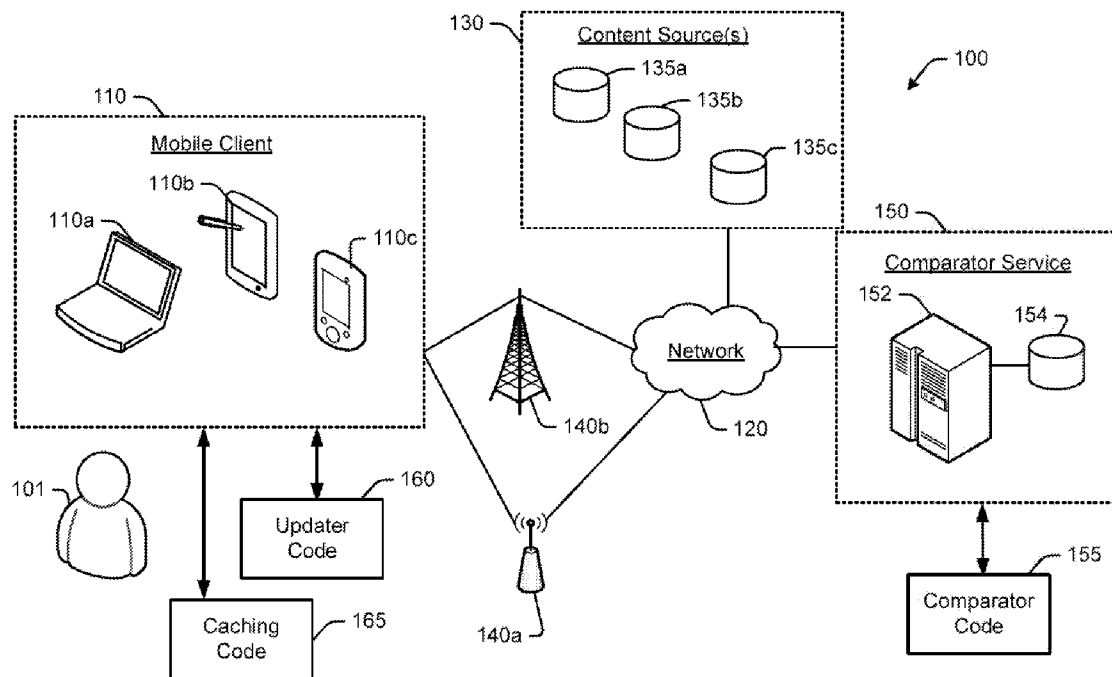 130
Content Source(s)
135a
135b
135c
100
110
Mobile Client
110a
110b
110c
150
Comparator Service
152
154
Network
120
140b
140a
101
160
Updater
Code
Caching
Code
165
155
Comparator
Code